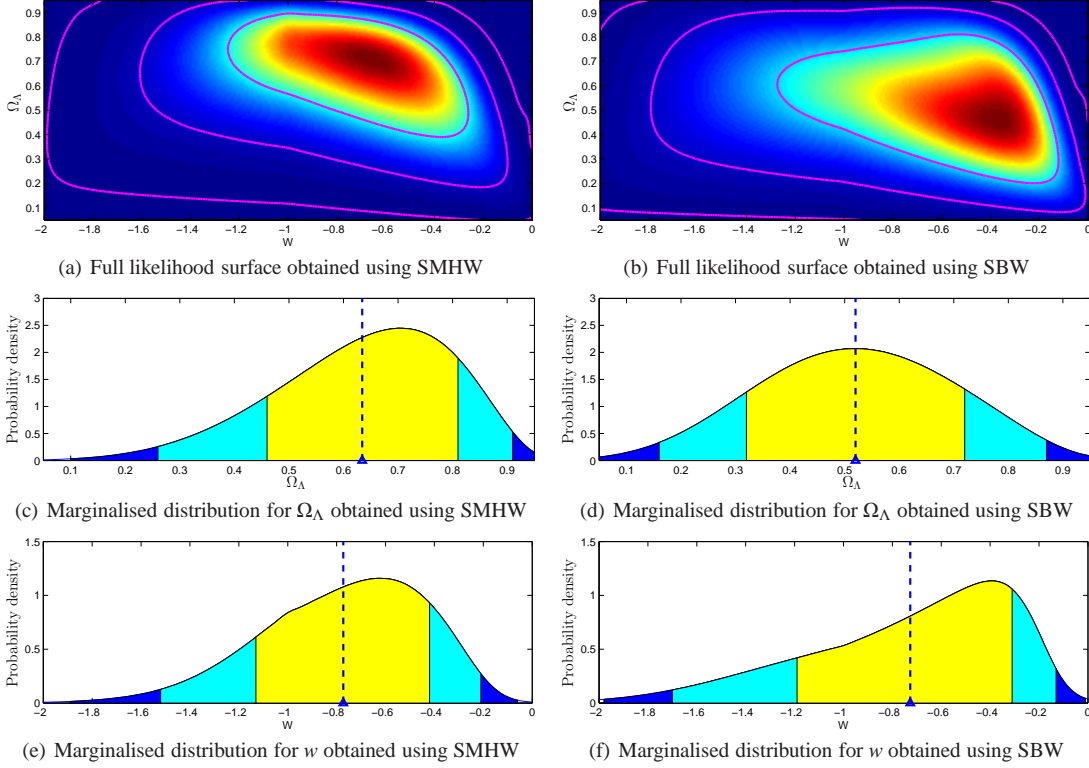 0.9
0.8
0.7
0.6
0.5
0.4
0.3
0.2
0.1
Ω_Λ
−2 −1.8 −1.6 −1.4 −1.2 −1 −0.8 −0.6 −0.4 −0.2 0
w
(a) Full likelihood surface obtained using SMHW
0.9
0.8
0.7
0.6
0.5
0.4
0.3
0.2
0.1
Ω_Λ
−2 −1.8 −1.6 −1.4 −1.2 −1 −0.8 −0.6 −0.4 −0.2 0
w
(b) Full likelihood surface obtained using SBW
3
2.5
2
1.5
1
0.5
0
Probability density
0.1 0.2 0.3 0.4 0.5 0.6 0.7 0.8 0.9
Ω_Λ
(c) Marginalised distribution for Ω_Λ obtained using SMHW
3
2.5
2
1.5
1
0.5
0
Probability density
0.1 0.2 0.3 0.4 0.5 0.6 0.7 0.8 0.9
Ω_Λ
(d) Marginalised distribution for Ω_Λ obtained using SBW
1.5
1
0.5
0
Probability density
−2 −1.8 −1.6 −1.4 −1.2 −1 −0.8 −0.6 −0.4 −0.2 0
w
(e) Marginalised distribution for w obtained using SMHW
1.5
1
0.5
0
Probability density
−2 −1.8 −1.6 −1.4 −1.2 −1 −0.8 −0.6 −0.4 −0.2 0
w
(f) Marginalised distribution for w obtained using SBW